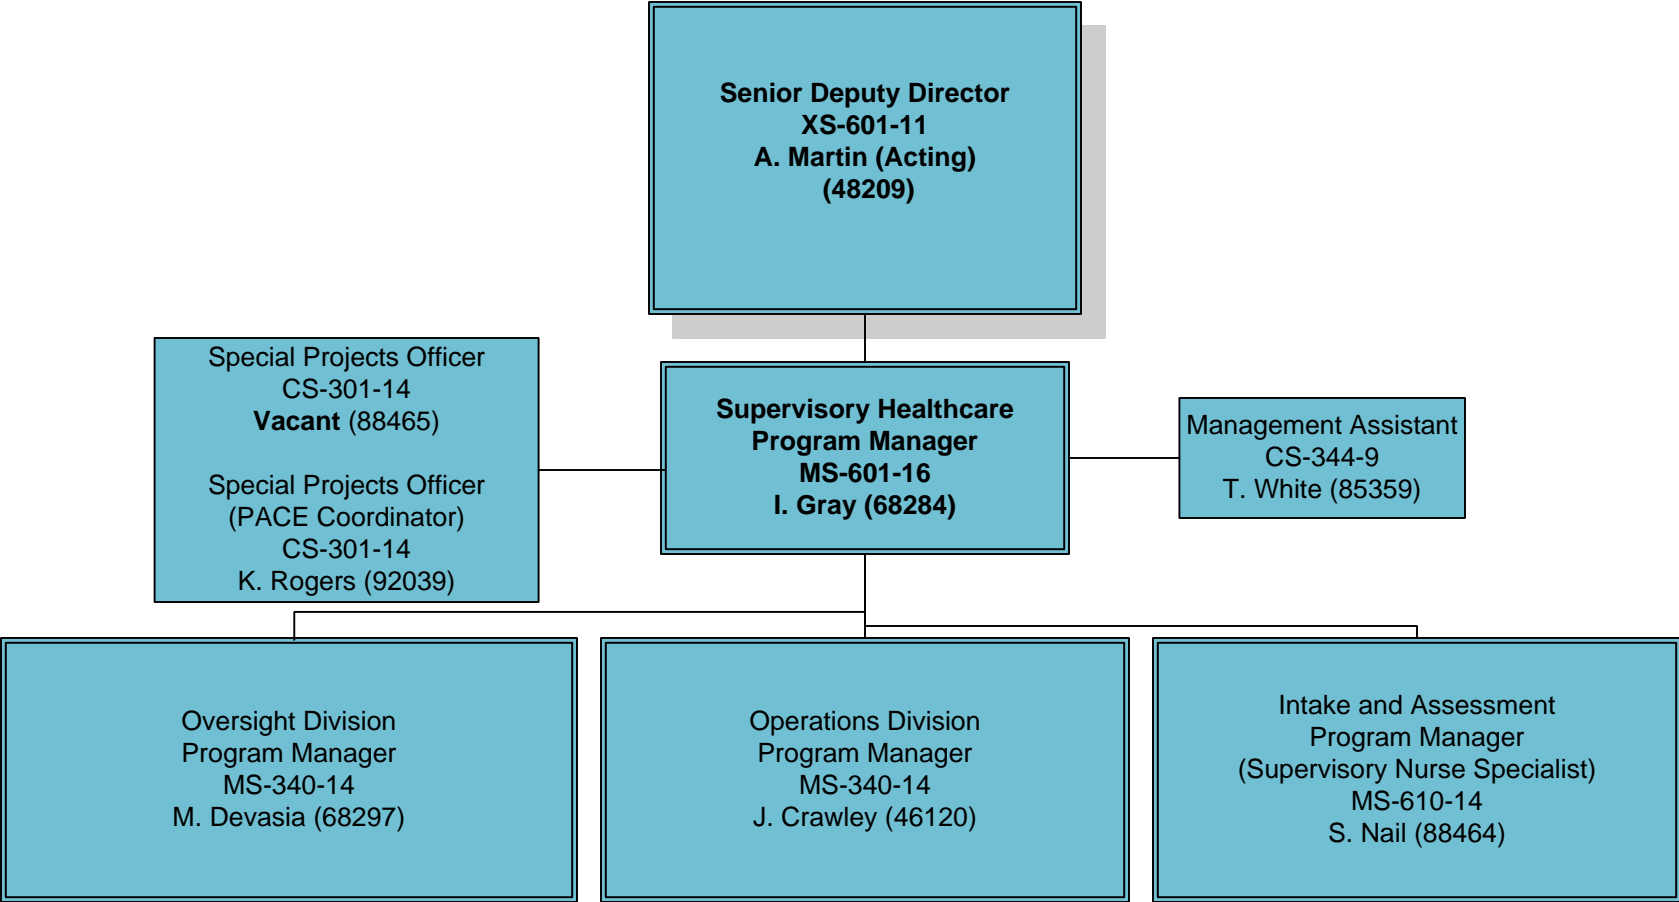 Senior Deputy Director
XS-601-11
A. Martin (Acting)
(48209)
Special Projects Officer
CS-301-14
Vacant (88465)
Special Projects Officer
(PACE Coordinator)
CS-301-14
K. Rogers (92039)
Supervisory Healthcare
Program Manager
MS-601-16
I. Gray (68284)
Management Assistant
CS-344-9
T. White (85359)
Oversight Division
Program Manager
MS-340-14
M. Devasia (68297)
Operations Division
Program Manager
MS-340-14
J. Crawley (46120)
Intake and Assessment
Program Manager
(Supervisory Nurse Specialist)
MS-610-14
S. Nail (88464)